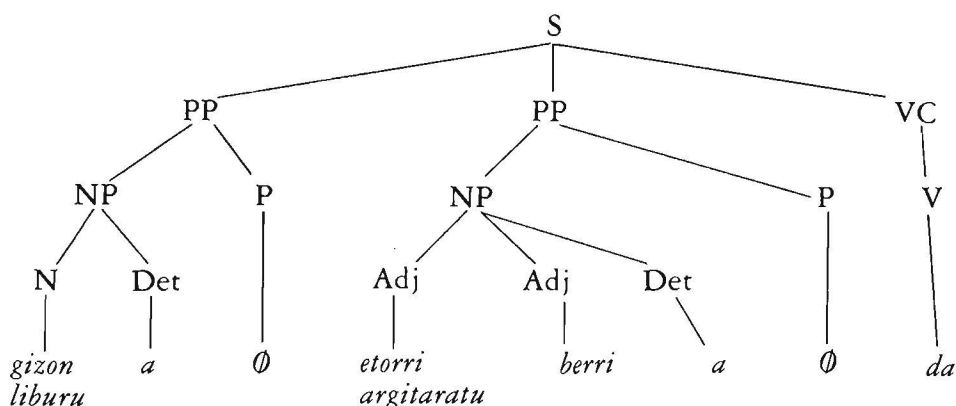 S
PP PP VC
NP P NP P V
N Det Adj Adj Det
gizon a Ø etorri berri a Ø da
liburu argitaratu